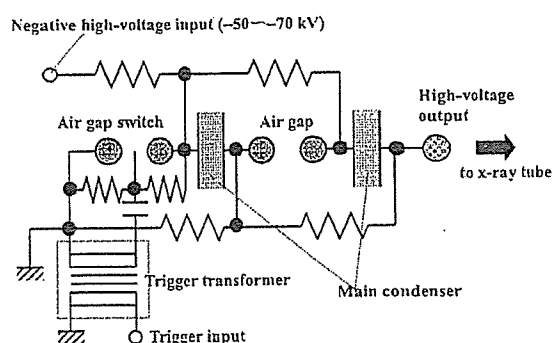 Negative high-voltage input (−50~−70 kV)
Air gap switch
Air gap
High-voltage
output
to x-ray tube
Trigger transformer
Main condenser
Trigger input